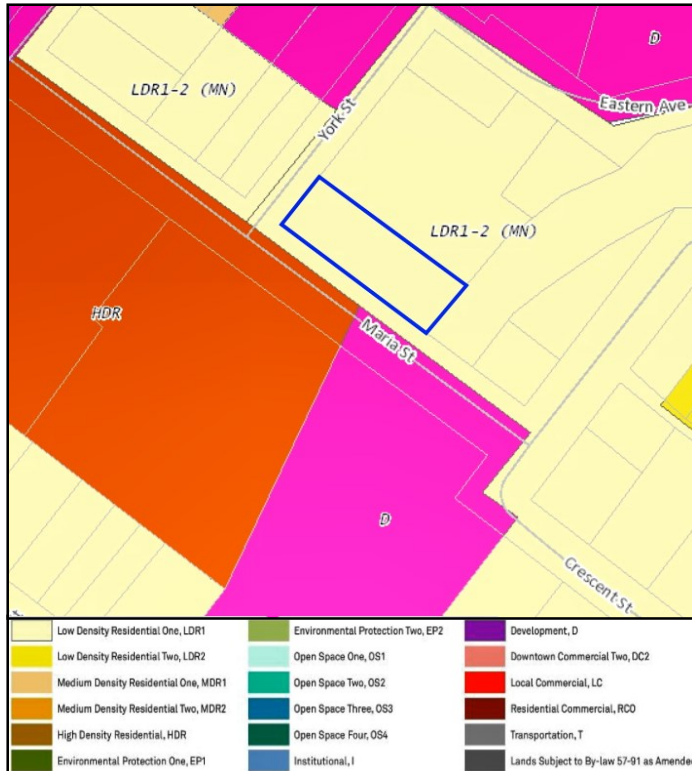 D
LDR1-2 (MN)
Eastern Ave
York St
LDR1-2 (MN)
HDR
Maria St
D
Crescent St
Low Density Residential One, LDR1
Low Density Residential Two, LDR2
Medium Density Residential One, MDR1
Medium Density Residential Two, MDR2
High Density Residential, HDR
Environmental Protection One, EP1
Environmental Protection Two, EP2
Open Space One, OS1
Open Space Two, OS2
Open Space Three, OS3
Open Space Four, OS4
Institutional, I
Development, D
Downtown Commercial Two, DC2
Local Commercial, LC
Residential Commercial, RCO
Transportation, T
Lands Subject to By-law 57-91 as Amende